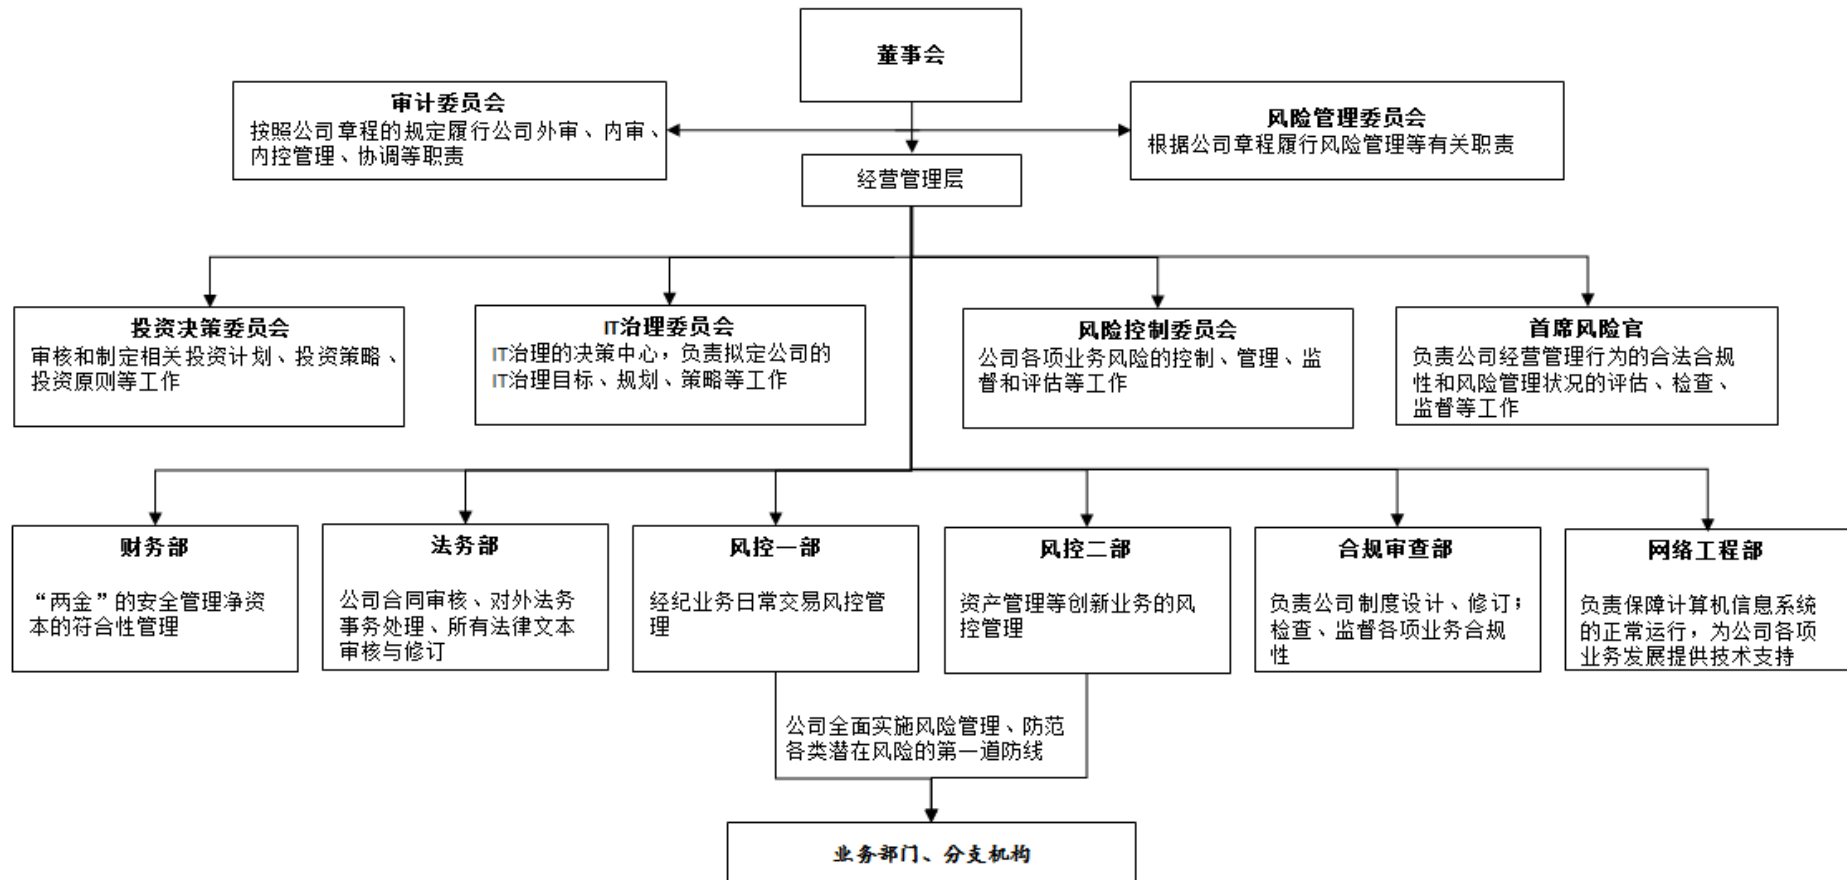 董事会
审计委员会
按照公司章程的规定履行公司外审、内审、
内控管理、协调等职责
风险管理委员会
根据公司章程履行风险管理等有关职责
经营管理层
投资决策委员会
审核和制定相关投资计划、投资策略、
投资原则等工作
IT治理委员会
IT治理的决策中心，负责拟定公司的
IT治理目标、规划、策略等工作
风险控制委员会
公司各项业务风险的控制、管理、监
督和评估等工作
首席风险官
负责公司经营管理行为的合法合规
性和风险管理状况的评估、检查、
监督等工作
财务部
“两金”的安全管理净资
本的符合性管理
法务部
公司合同审核、对外法务
事务处理、所有法律文本
审核与修订
风控一部
经纪业务日常交易风控管
理
风控二部
资产管理等创新业务的风
控管理
合规审查部
负责公司制度设计、修订；
检查、监督各项业务合规
性
网络工程部
负责保障计算机信息系统
的正常运行，为公司各项
业务发展提供技术支持
公司全面实施风险管理、防范
各类潜在风险的第一道防线
业务部门、分支机构